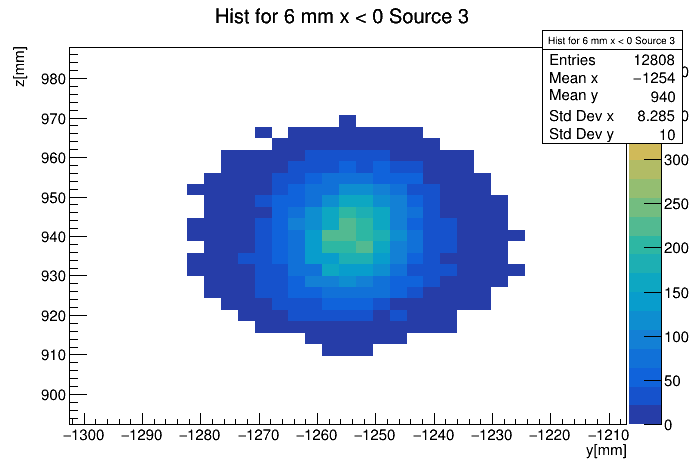 Hist for 6 mm x < 0 Source 3
z[mm]
Hist for 6 mm x < 0 Source 3
Entries 12808
Mean x −1254
Mean y 940
Std Dev x 8.285
Std Dev y 10
980
970
960
950
940
930
920
910
900
0
0
300
250
200
150
100
50
0
−1300 −1290 −1280 −1270 −1260 −1250 −1240 −1230 −1220 −1210
y[mm]